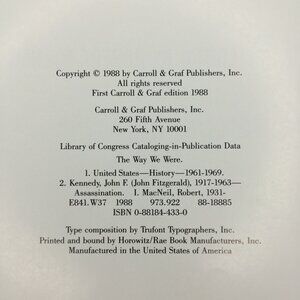 Copyright © 1988 by Carroll & Graf Publishers, Inc.
All rights reserved
First Carroll & Graf edition 1988
Carroll & Graf Publishers, Inc.
260 Fifth Avenue
New York, NY 10001
Library of Congress Cataloging-in-Publication Data
The Way We Were.
1. United States—History—1961-1969.
2. Kennedy, John F. (John Fitzgerald), 1917-1963—
Assassination. I. MacNeil, Robert, 1931-
E841.W37 1988 973.922 88-18885
ISBN 0-88184-433-0
Type composition by Trufont Typographers, Inc.
Printed and bound by Horowitz/Rae Book Manufacturers, Inc.
Manufactured in the United States of America